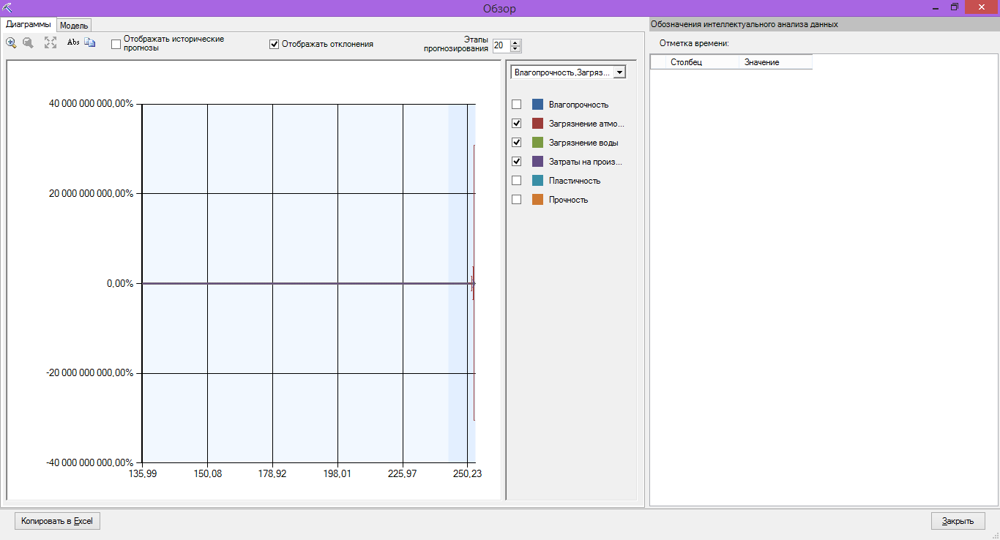 Обзор
Диаграммы
Модель
Обозначения интеллектуального анализа данных
Abs
Отображать исторические
прогнозы
Отображать отклонения
Этапы
прогнозирования
20
Отметка времени:
Столбец
Значение
Влагопрочность,Загряз...
Влагопрочность
Загрязнение атмо...
Загрязнение воды
Затраты на произ...
Пластичность
Прочность
40 000 000 000,00%
20 000 000 000,00%
0,00%
-20 000 000 000,00%
-40 000 000 000,00%
135,99
150,08
178,92
198,01
225,97
250,23
Копировать в Excel
Закрыть